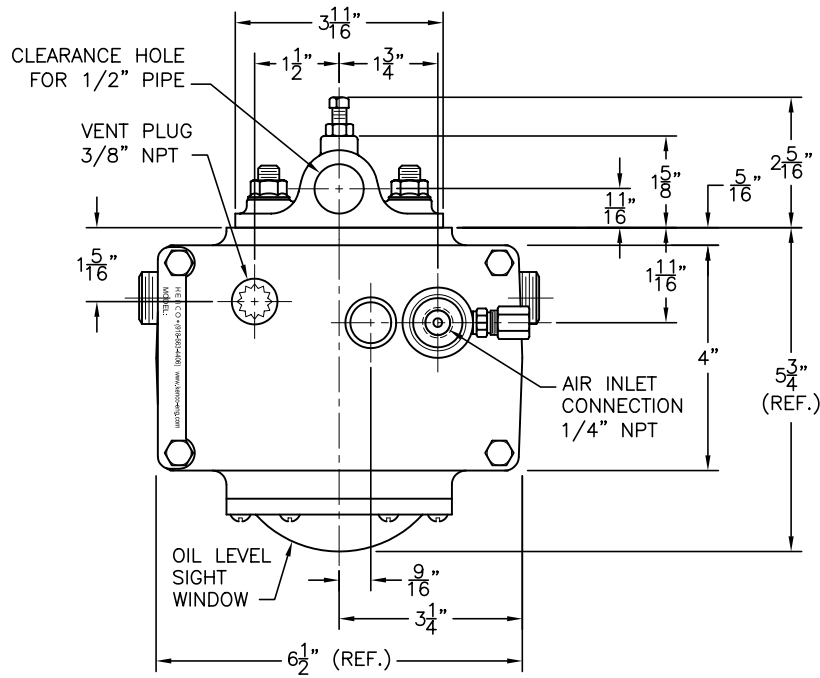 3 11/16"
CLEARANCE HOLE
FOR 1/2" PIPE
1 1/2"
1 3/4"
VENT PLUG
3/8" NPT
2 5/16"
1 5/8"
5/16"
11/16"
1 5/16"
1 11/16"
MODEL:
4"
5 3/4"
(REF.)
AIR INLET
CONNECTION
1/4" NPT
OIL LEVEL
SIGHT
WINDOW
9/16"
3 1/4"
6 1/2" (REF.)